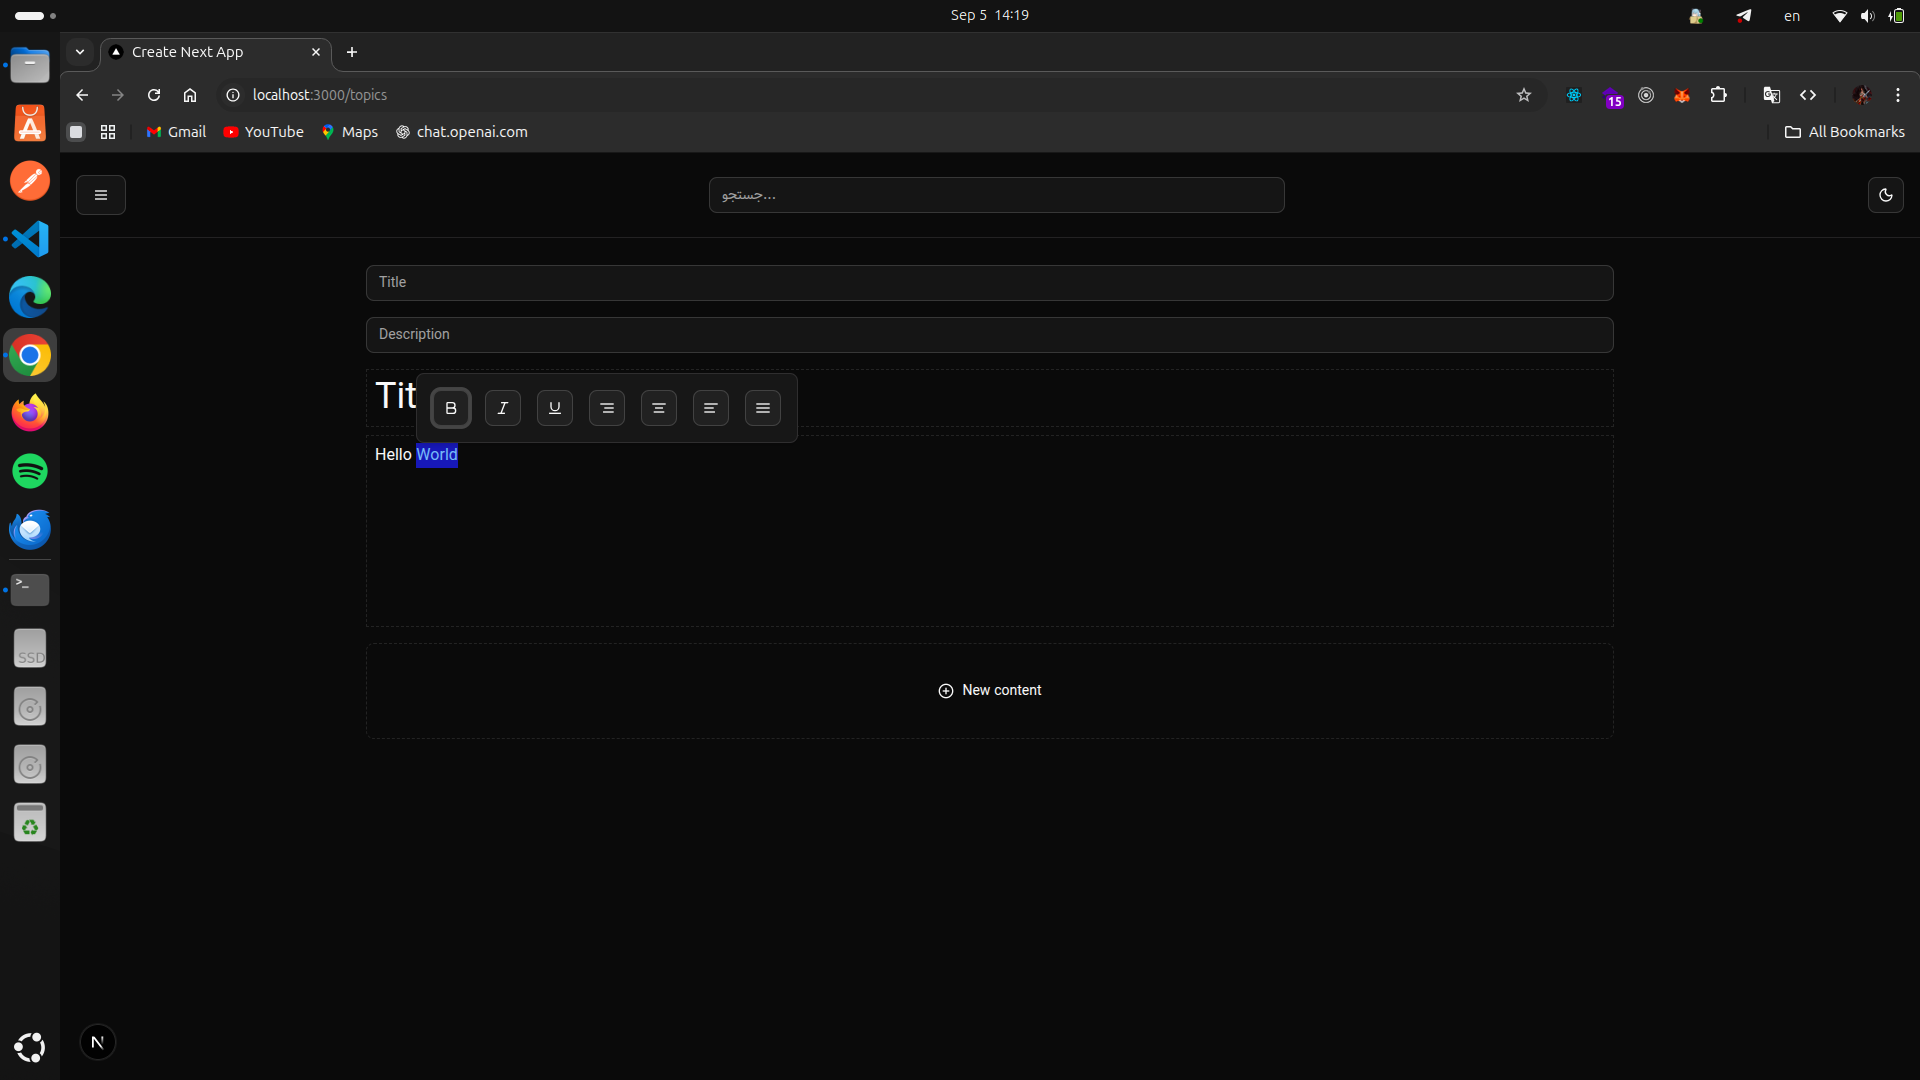 Sep 5 14:19
en
Create Next App
localhost:3000/topics
15
Gmail
YouTube
Maps
chat.openai.com
All Bookmarks
جستجو...
Title
Description
Tit
B I U
Hello World
New content
>_
SSD
N